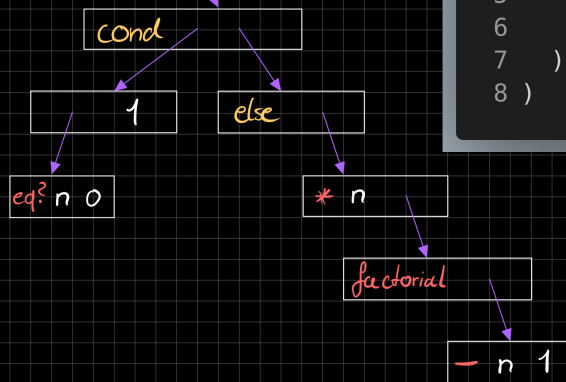 cond
6
7 )
8 )
1
else
eq? n 0
* n
factorial
- n 1